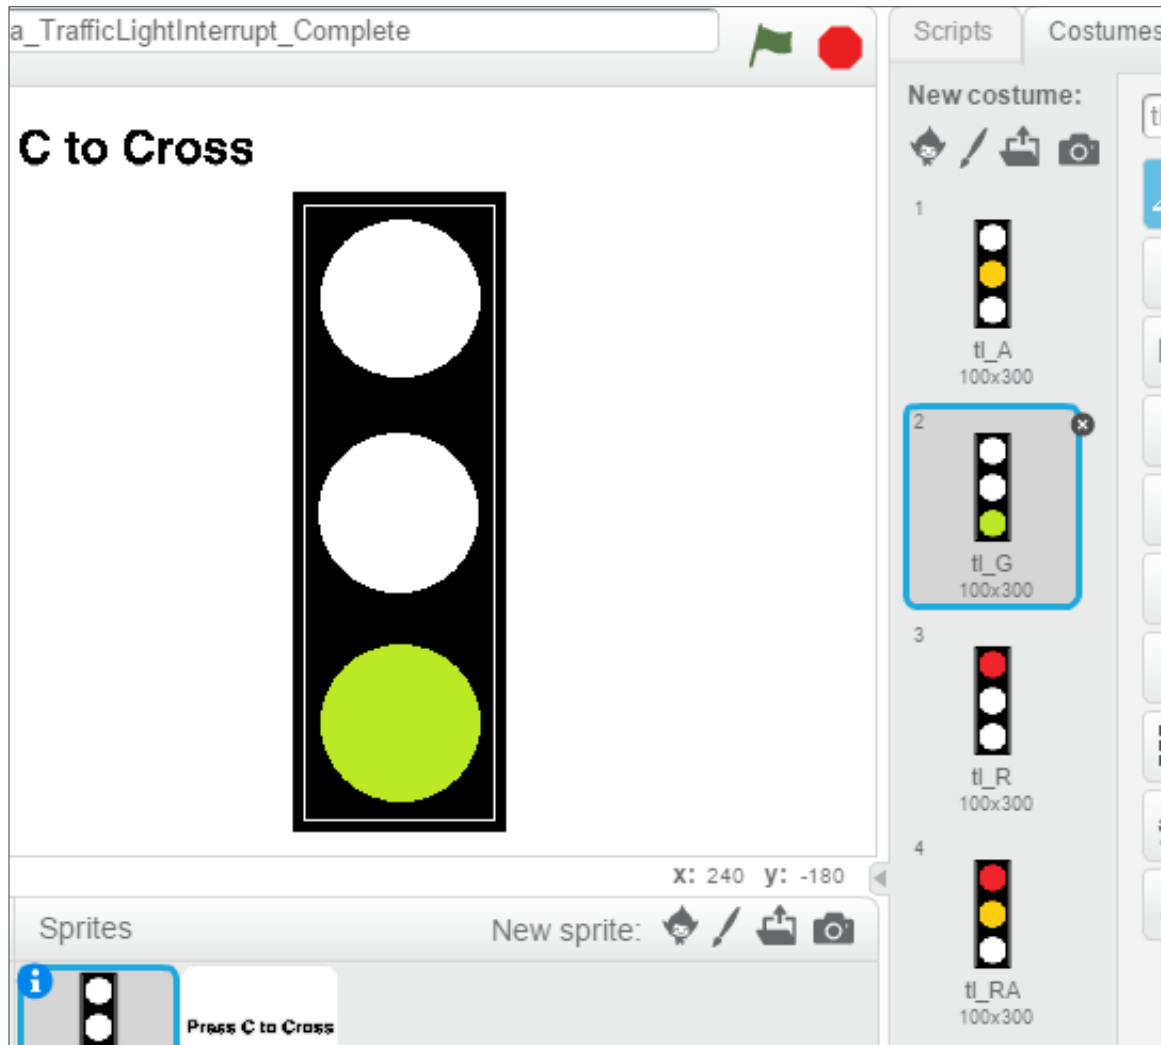 a_TrafficLightInterrupt_Complete
C to Cross
x: 240 y: -180
Sprites
New sprite:
Press C to Cross
Scripts
Costumes
New costume:
1
tl_A
100x300
2
tl_G
100x300
3
tl_R
100x300
4
tl_RA
100x300